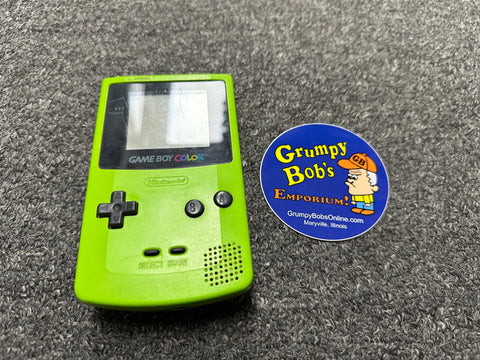 GAME BOY COLOR
Nintendo
SELECT START
Grumpy
Bob's
GB
EMPORIUM!
GrumpyBobsOnline.com
Maryville, Illinois